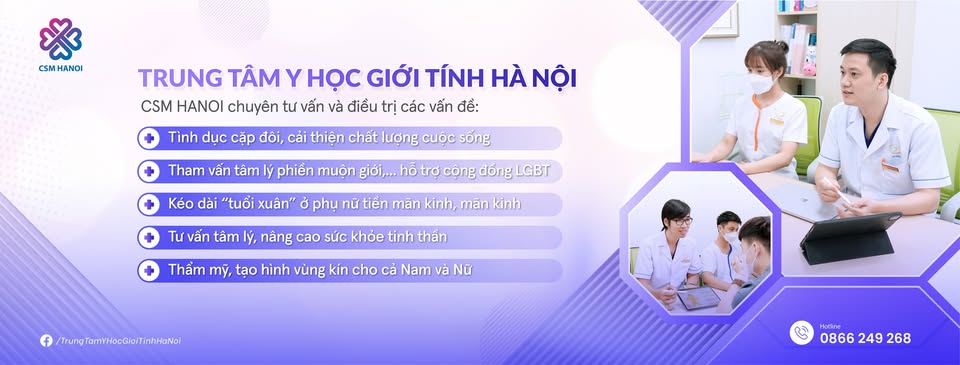 CSM HANOI
TRUNG TÂM Y HỌC GIỚI TÍNH HÀ NỘI
CSM HANOI chuyên tư vấn và điều trị các vấn đề:
Tình dục cặp đôi, cải thiện chất lượng cuộc sống
Tham vấn tâm lý phiền muộn giới,... hỗ trợ cộng đồng LGBT
Kéo dài “tuổi xuân” ở phụ nữ tiền mãn kinh, mãn kinh
Tư vấn tâm lý, nâng cao sức khỏe tinh thần
Thẩm mỹ, tạo hình vùng kín cho cả Nam và Nữ
/TrungTamYHocGioiTinhHaNoi
Hotline
0866 249 268